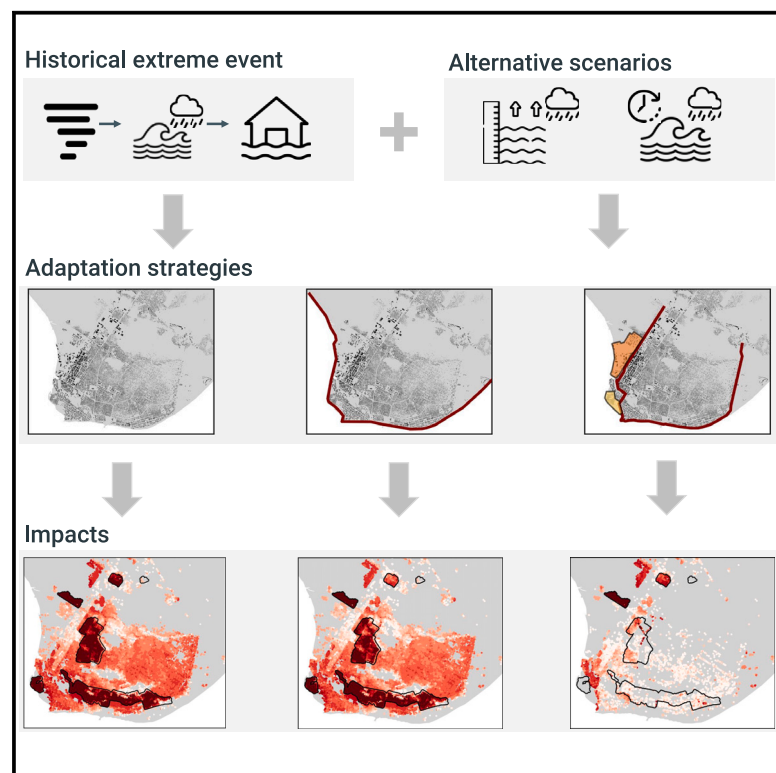 Historical extreme event
Alternative scenarios
Adaptation strategies
Impacts